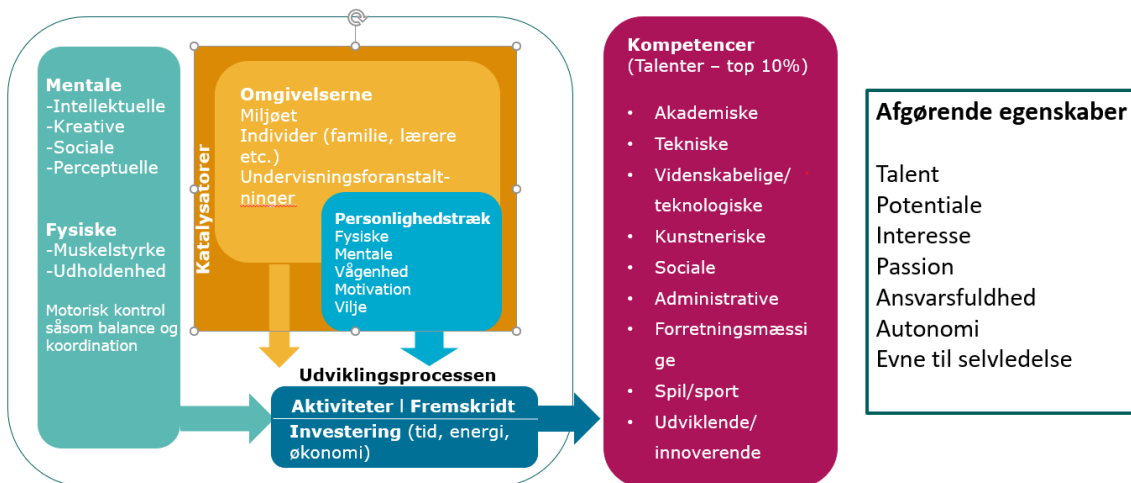 Mentale
-Intellektuelle
-Kreative
-Sociale
-Perceptuelle
Fysiske
-Muskelstyrke
-Udholdenhed
Motorisk kontrol
såsom balance og
koordination
Katalysatorer
Omgivelserne
Miljøet
Individer (familie, lærere
etc.)
Undervisningsforanstalt-
ninger
Personlighedstræk
Fysiske
Mentale
Vågenhed
Motivation
Vilje
Udviklingsprocessen
Aktiviteter | Fremskridt
Investering (tid, energi,
økonomi)
Kompetencer
(Talenter – top 10%)
• Akademiske
• Tekniske
• Videnskabelige/
teknologiske
• Kunstneriske
• Sociale
• Administrative
• Forretningsmæssi
ge
• Spil/sport
• Udviklende/
innoverende
Afgørende egenskaber
Talent
Potentiale
Interesse
Passion
Ansvarsfuldhed
Autonomi
Evne til selvledelse